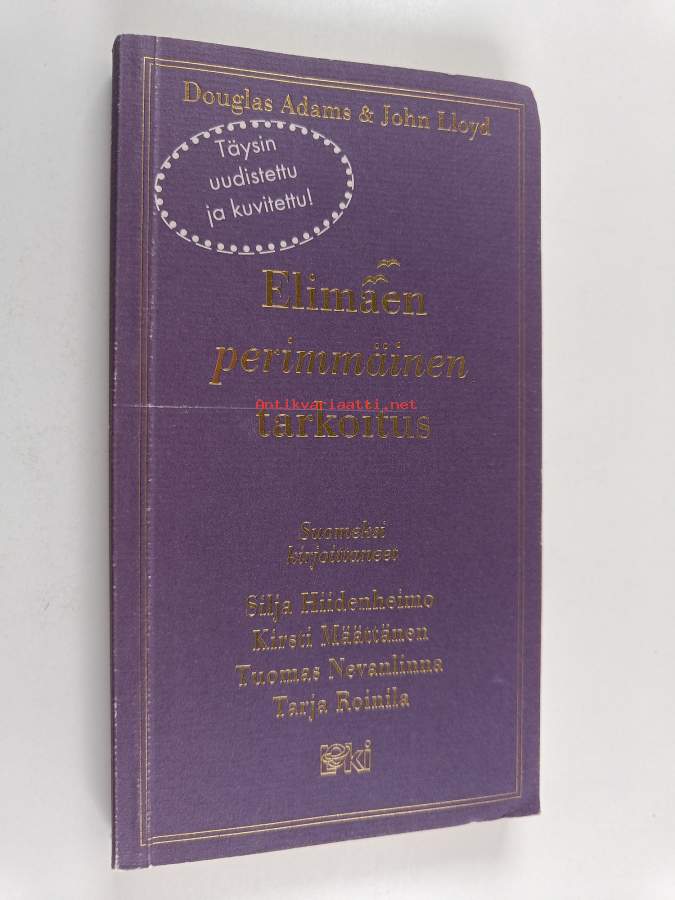 Douglas Adams & John Lloyd
Täysin
uudistettu
ja kuvitettu!
Elimäen
perimmäinen
Antikvariaatti.net
tarkoitus
Suomeksi
kirjoittaneet
Silja Hiidenheimo
Kirsti Määttänen
Tuomas Nevanlinna
Tarja Roinila
Loki